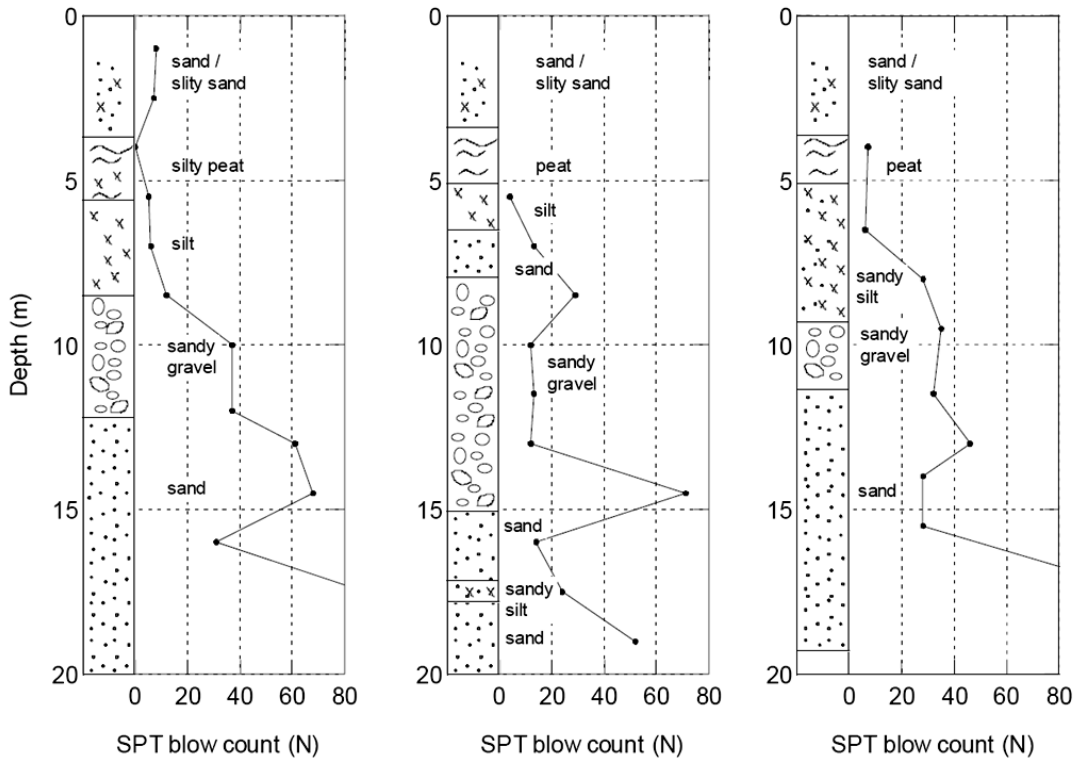 0
5
10
15
20
Depth (m)
sand /
slity sand
silty peat
silt
sandy
gravel
sand
0 20 40 60 80
SPT blow count (N)
0
5
10
15
20
sand /
slity sand
peat
silt
sand
sandy
gravel
sand
sandy
silt
sand
0 20 40 60 80
SPT blow count (N)
0
5
10
15
20
sand /
slity sand
peat
sandy
silt
sandy
gravel
sand
0 20 40 60 80
SPT blow count (N)